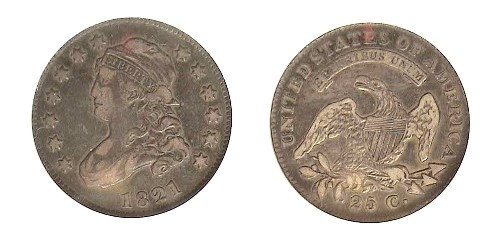 LIBERTY
1821
UNITED STATES OF AMERICA
E PLURIBUS UNUM
25 C.